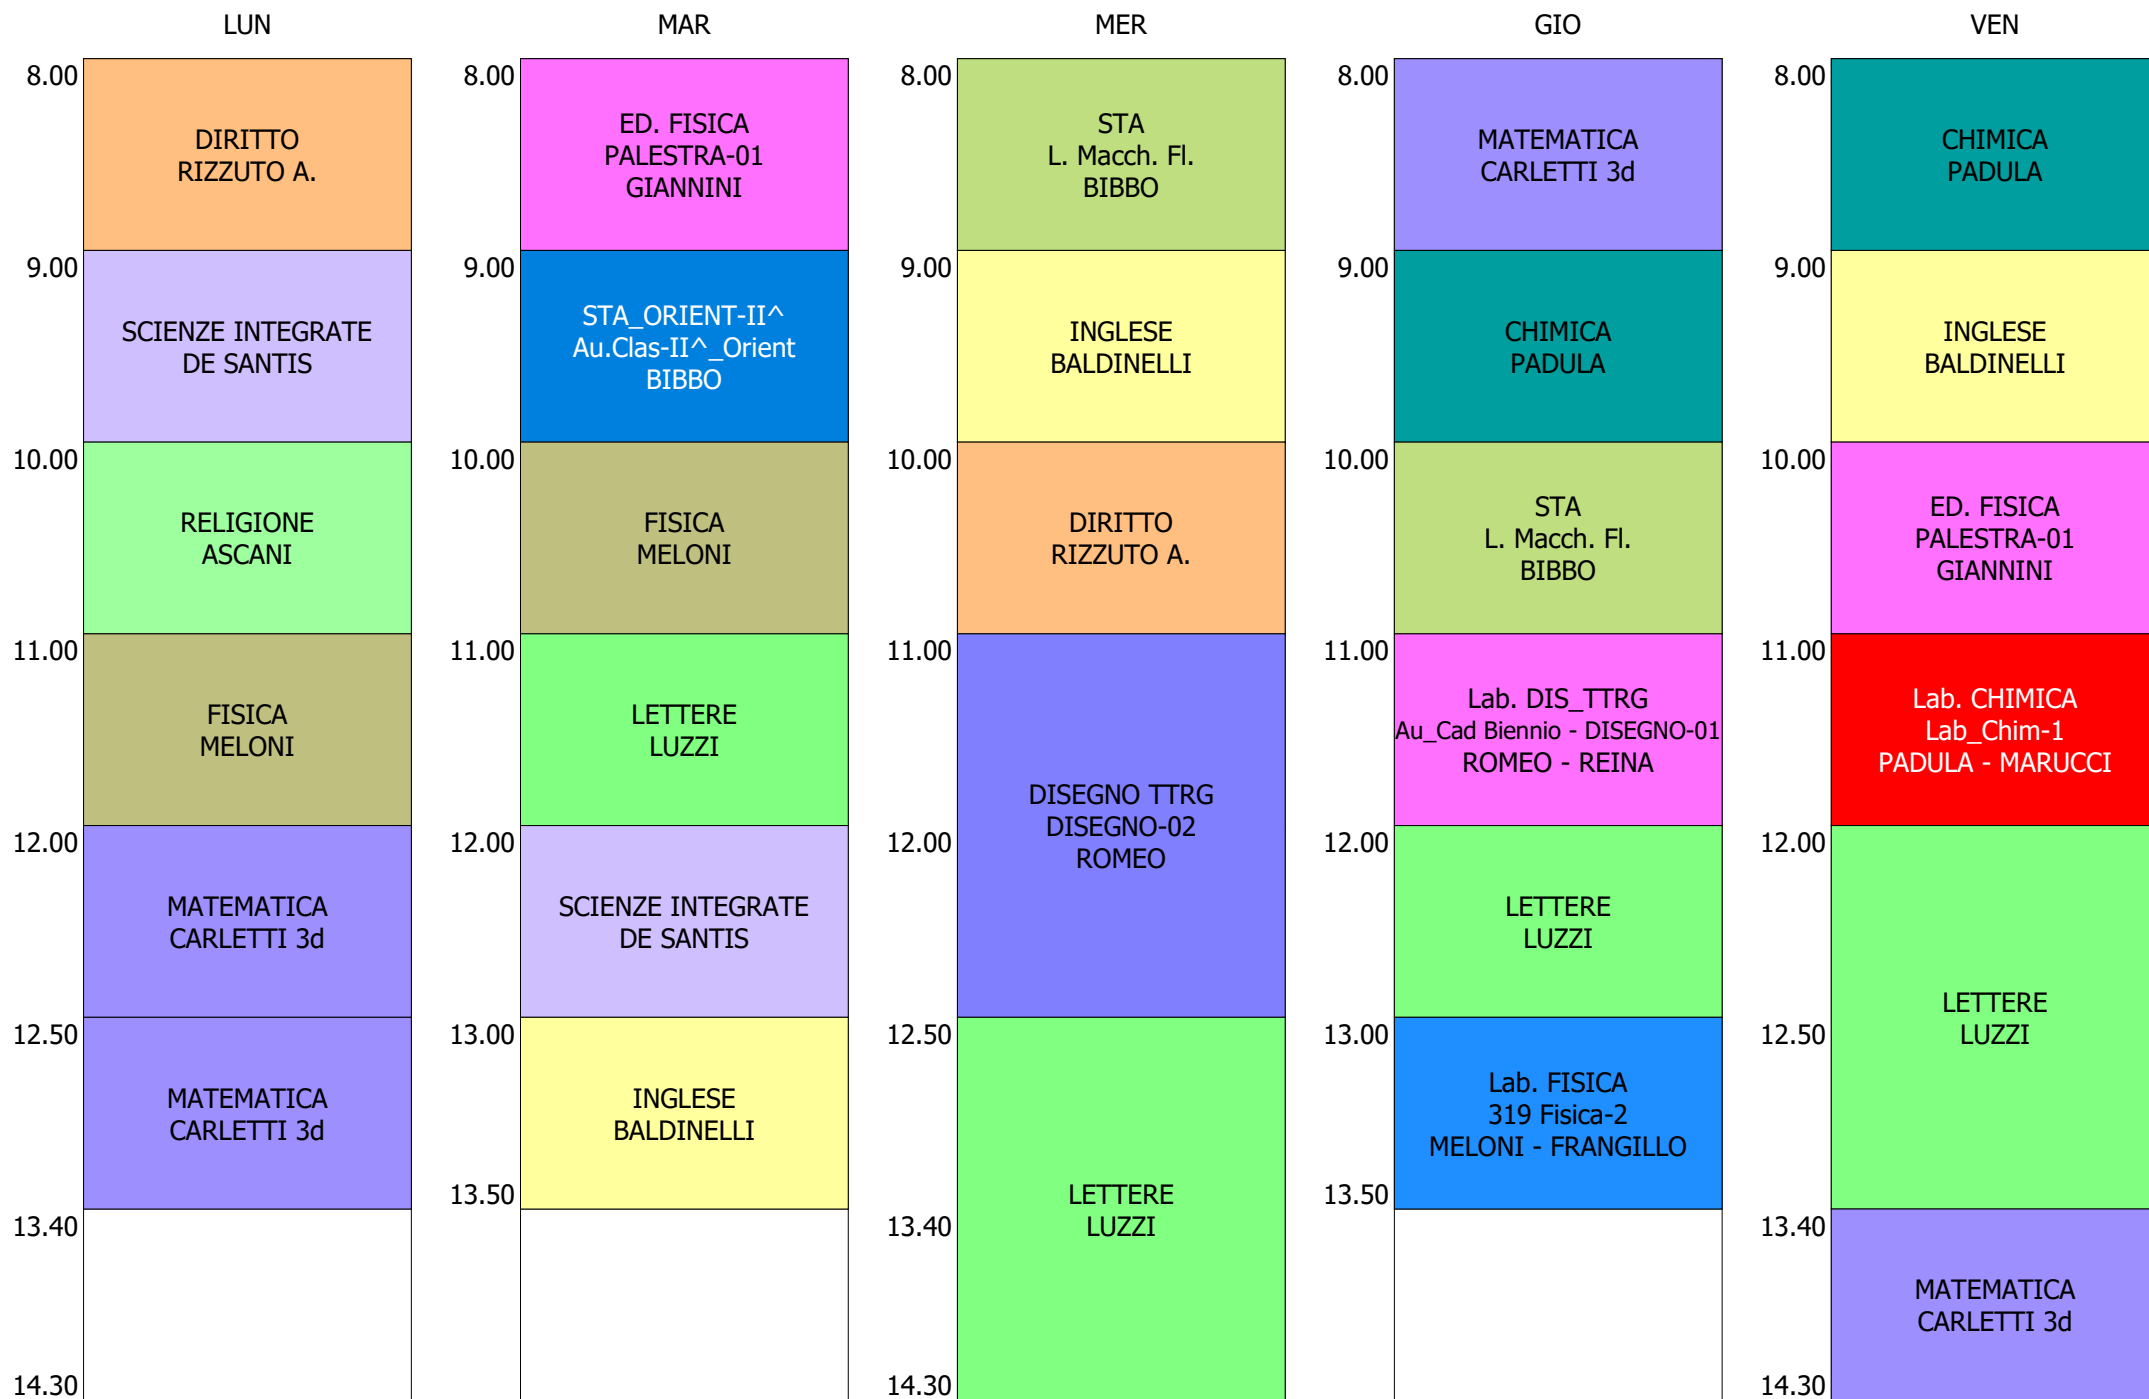 LUN
8.00
DIRITTO
RIZZUTO A.
9.00
SCIENZE INTEGRATE
DE SANTIS
10.00
RELIGIONE
ASCANI
11.00
FISICA
MELONI
12.00
MATEMATICA
CARLETTI 3d
12.50
MATEMATICA
CARLETTI 3d
13.40
14.30
MAR
8.00
ED. FISICA
PALESTRA-01
GIANNINI
9.00
STA_ORIENT-II^
Au.Clas-II^_Orient
BIBBO
10.00
FISICA
MELONI
11.00
LETTERE
LUZZI
12.00
SCIENZE INTEGRATE
DE SANTIS
13.00
INGLESE
BALDINELLI
13.50
MER
8.00
STA
L. Macch. Fl.
BIBBO
9.00
INGLESE
BALDINELLI
10.00
DIRITTO
RIZZUTO A.
11.00
DISEGNO TTRG
DISEGNO-02
ROMEO
12.00
12.50
LETTERE
LUZZI
13.40
14.30
GIO
8.00
MATEMATICA
CARLETTI 3d
9.00
CHIMICA
PADULA
10.00
STA
L. Macch. Fl.
BIBBO
11.00
Lab. DIS_TTRG
Au_Cad Biennio - DISEGNO-01
ROMEO - REINA
12.00
LETTERE
LUZZI
13.00
Lab. FISICA
319 Fisica-2
MELONI - FRANGILLO
13.50
VEN
8.00
CHIMICA
PADULA
9.00
INGLESE
BALDINELLI
10.00
ED. FISICA
PALESTRA-01
GIANNINI
11.00
Lab. CHIMICA
Lab_Chim-1
PADULA - MARUCCI
12.00
LETTERE
LUZZI
12.50
13.40
MATEMATICA
CARLETTI 3d
14.30